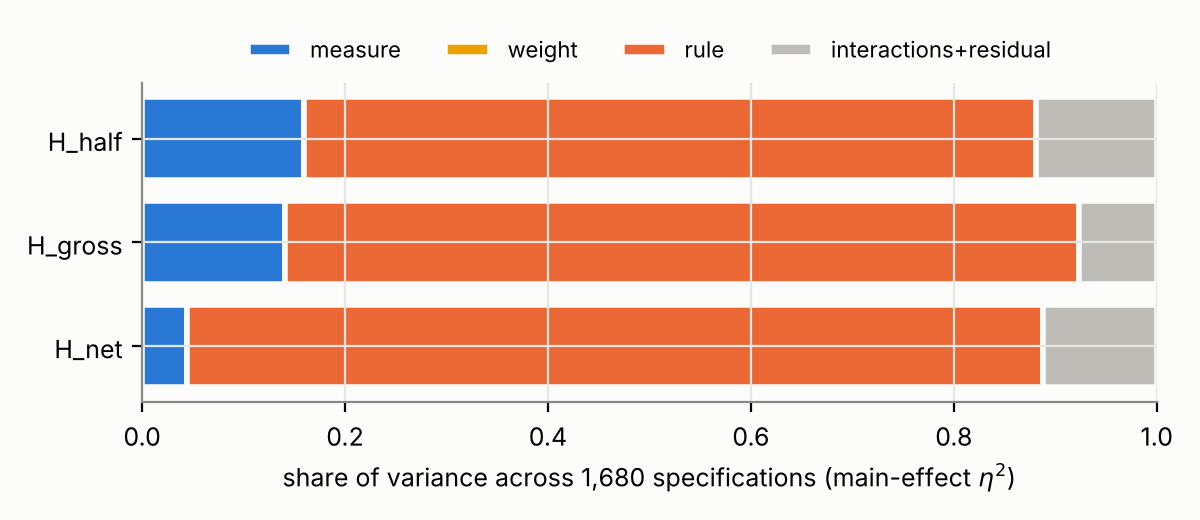 measure weight rule interactions+residual
H_half
H_gross
H_net
0.0 0.2 0.4 0.6 0.8 1.0
share of variance across 1,680 specifications (main-effect η²)